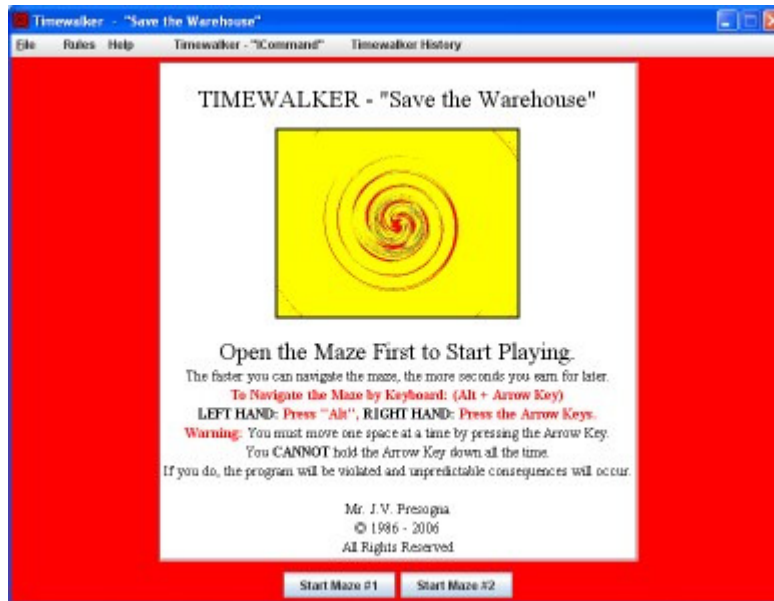 Timewalker - "Save the Warehouse"
File Rules Help Timewalker - "ICommand" Timewalker History
TIMEWALKER - "Save the Warehouse"
Open the Maze First to Start Playing.
The faster you can navigate the maze, the more seconds you earn for later.
To Navigate the Maze by Keyboard: (Alt + Arrow Key)
LEFT HAND: Press "Alt", RIGHT HAND: Press the Arrow Keys.
Warning: You must move one space at a time by pressing the Arrow Key.
You CANNOT hold the Arrow Key down all the time.
If you do, the program will be violated and unpredictable consequences will occur.
Mr. J.V. Presogna
© 1986 - 2006
All Rights Reserved
Start Maze #1 Start Maze #2